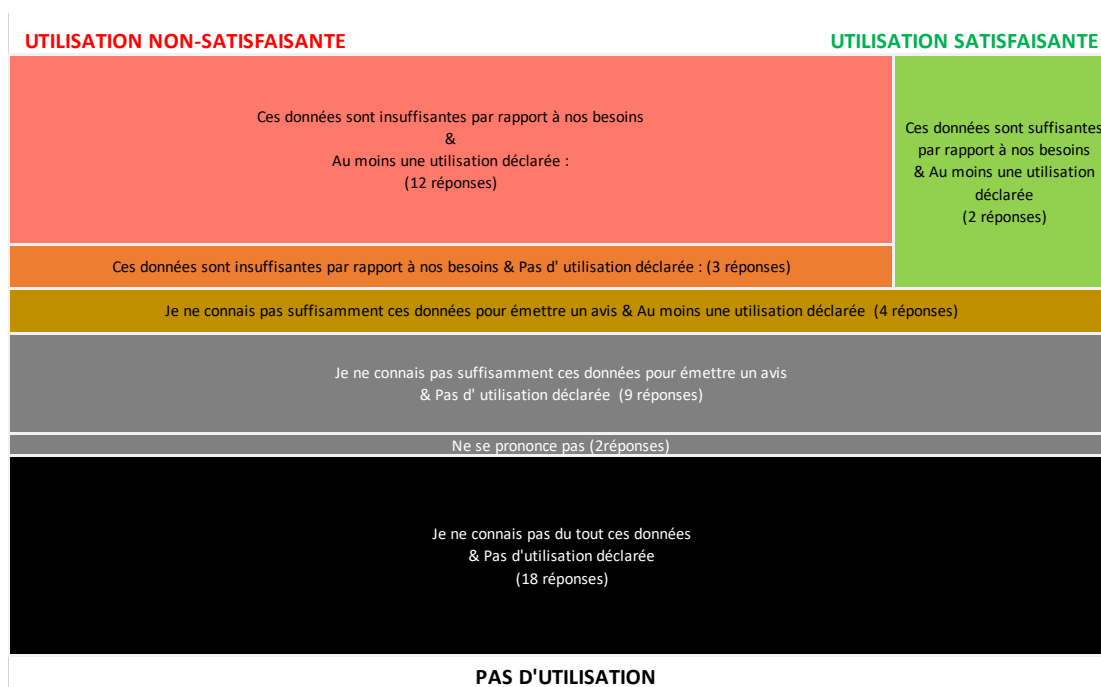 UTILISATION NON-SATISFAISANTE
UTILISATION SATISFAISANTE
Ces données sont insuffisantes par rapport à nos besoins
&
Au moins une utilisation déclarée :
(12 réponses)
Ces données sont suffisantes
par rapport à nos besoins
& Au moins une utilisation
déclarée
(2 réponses)
Ces données sont insuffisantes par rapport à nos besoins & Pas d' utilisation déclarée : (3 réponses)
Je ne connais pas suffisamment ces données pour émettre un avis & Au moins une utilisation déclarée  (4 réponses)
Je ne connais pas suffisamment ces données pour émettre un avis
& Pas d' utilisation déclarée  (9 réponses)
Ne se prononce pas (2réponses)
Je ne connais pas du tout ces données
& Pas d'utilisation déclarée
(18 réponses)
PAS D'UTILISATION